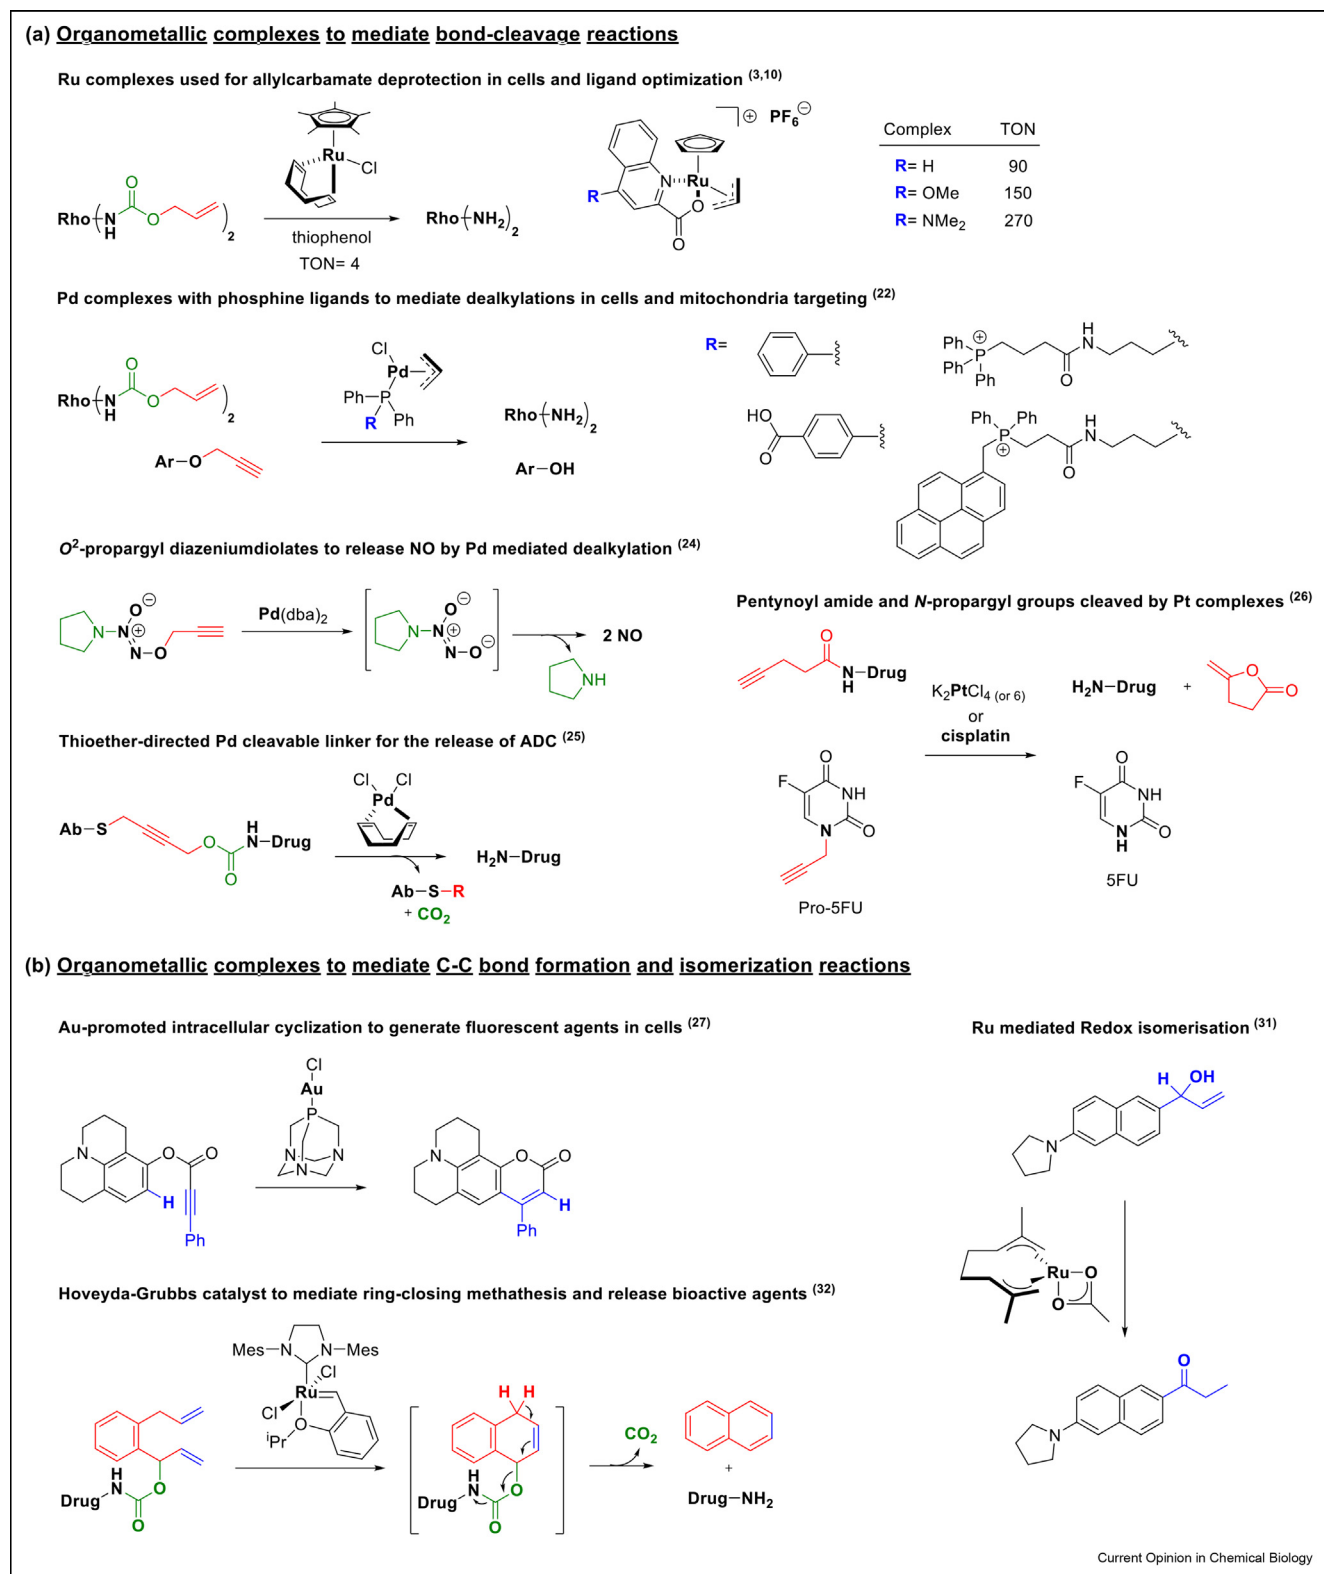 (a) Organometallic complexes to mediate bond-cleavage reactions
Ru complexes used for allylcarbamate deprotection in cells and ligand optimization (3,10)
Ru
Cl
Rho(N
H
O
O
)2
thiophenol
TON= 4
Rho(NH2)2
⊕ PF6⊖
R
N
Ru
O
O
Complex TON
R= H 90
R= OMe 150
R= NMe2 270
Pd complexes with phosphine ligands to mediate dealkylations in cells and mitochondria targeting (22)
Rho(N
H
O
O
)2
Ar–O
Cl
Pd
Ph P Ph
R
Rho(NH2)2
Ar–OH
R=
Ph ⊕
Ph P
Ph
O
H
N
HO
O
Ph Ph
P
⊕
O
H
N
O2-propargyl diazeniumdiolates to release NO by Pd mediated dealkylation (24)
O⊖
N–N⊕
N–O
Pd(dba)2
O⊖
N–N⊕
N–O⊖
2 NO
NH
Pentynoyl amide and N-propargyl groups cleaved by Pt complexes (26)
O
N–Drug
H
K2PtCl4 (or 6)
or
cisplatin
H2N–Drug
+
O
O
O
F
NH
N
O
Pro-5FU
O
F
NH
N
H
O
5FU
Thioether-directed Pd cleavable linker for the release of ADC (25)
Ab–S
O
O
H
N–Drug
Cl Cl
Pd
Ab–S–R
+ CO2
H2N–Drug
(b) Organometallic complexes to mediate C-C bond formation and isomerization reactions
Au-promoted intracellular cyclization to generate fluorescent agents in cells (27)
N
O
O
H
Ph
Cl
Au
P
N
N
N
N
O
O
H
Ph
Ru mediated Redox isomerisation (31)
H OH
N
Ru
O
O
O
N
Hoveyda-Grubbs catalyst to mediate ring-closing methathesis and release bioactive agents (32)
H
Drug N
O
O
Mes–N N–Mes
Cl
Ru
Cl
O
iPr
H H
H
Drug N
O
O
CO2
+
Drug–NH2
Current Opinion in Chemical Biology